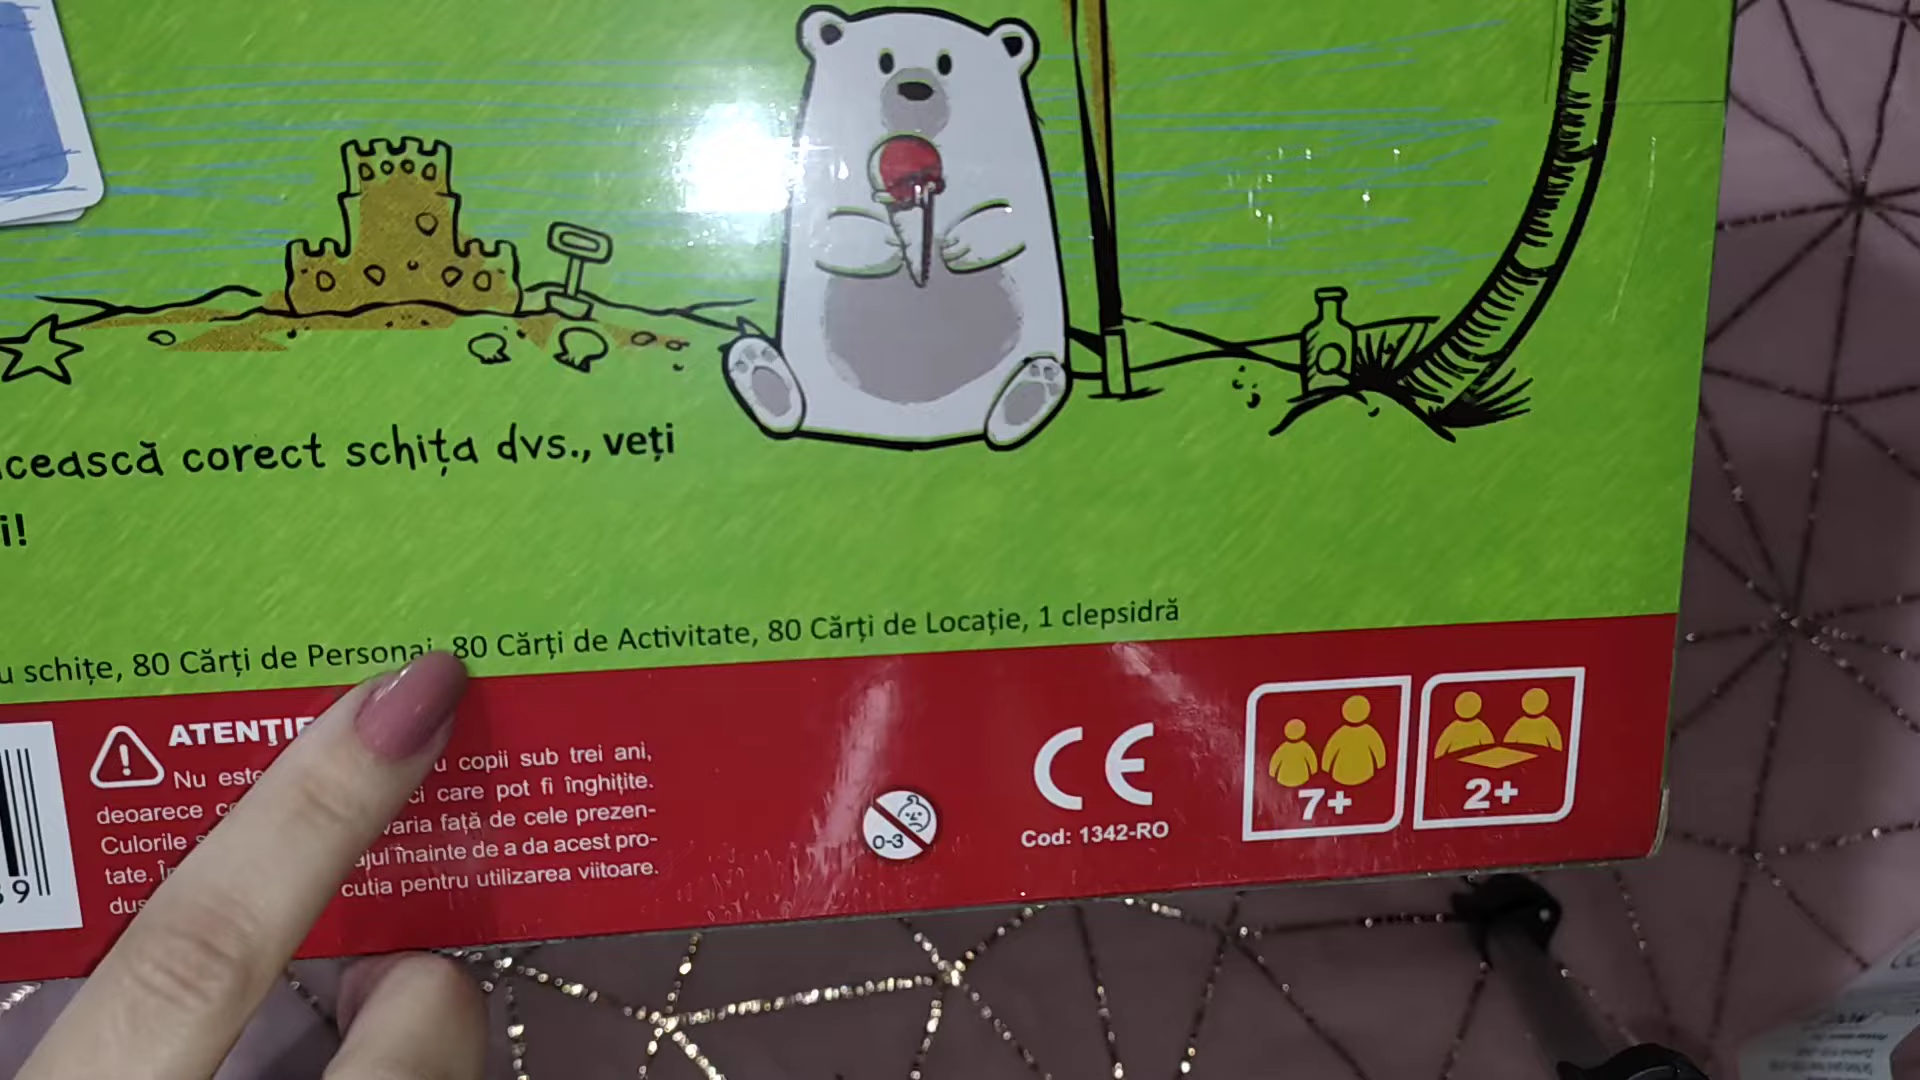 cească corect schița dvs., veți
i!
u schițe, 80 Cărți de Personaj, 80 Cărți de Activitate, 80 Cărți de Locație, 1 clepsidră
ATENŢIE
Nu este u copii sub trei ani,
deoarece ci care pot fi înghițite.
Culorile varia față de cele prezen-
tate. ajul înainte de a da acest pro-
dus cutia pentru utilizarea viitoare.
9
0-3
CE
Cod: 1342-RO
7+
2+